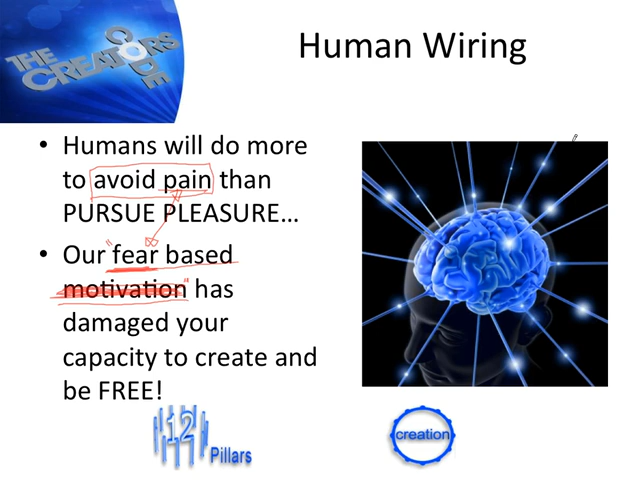 THE
CREATORS
CODE
Human Wiring
• Humans will do more
to avoid pain than
PURSUE PLEASURE...
• Our "fear based
motivation" has
damaged your
capacity to create and
be FREE!
12
Pillars
creation